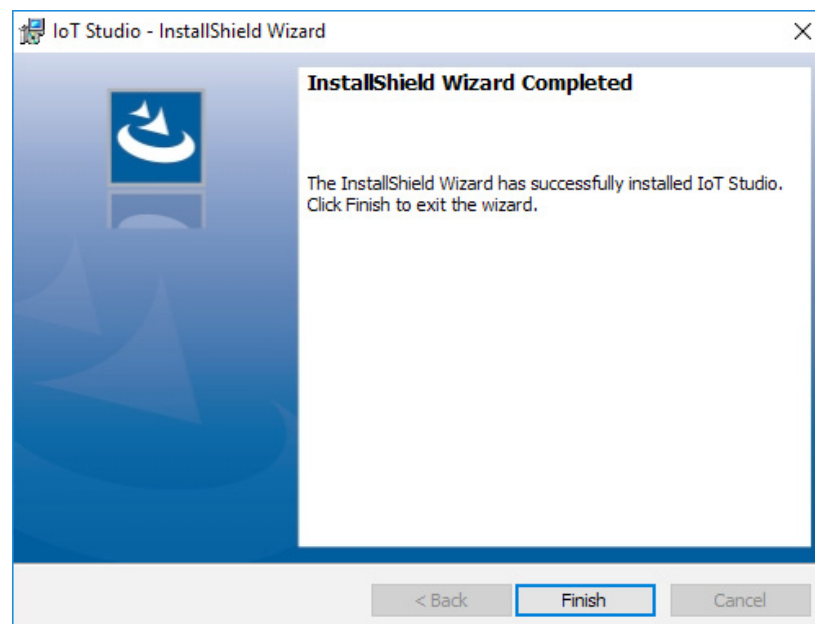 IoT Studio - InstallShield Wizard
InstallShield Wizard Completed
The InstallShield Wizard has successfully installed IoT Studio.
Click Finish to exit the wizard.
< Back
Finish
Cancel